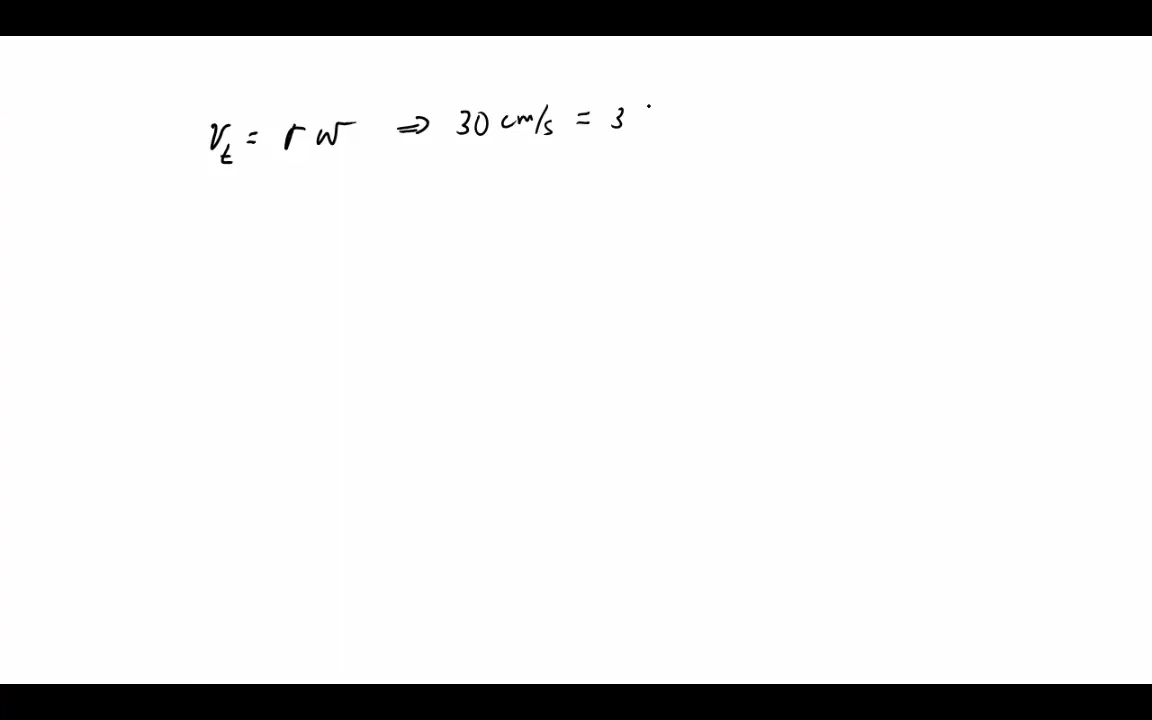 V_t = r ω ⇒ 30 cm/s = 3